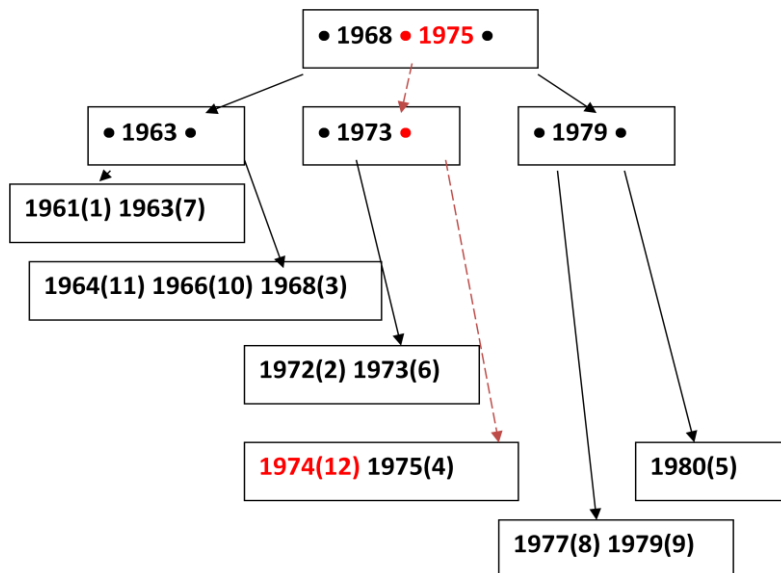 • 1968 • 1975 •
• 1963 •
• 1973 •
• 1979 •
1961(1) 1963(7)
1964(11) 1966(10) 1968(3)
1972(2) 1973(6)
1974(12) 1975(4)
1980(5)
1977(8) 1979(9)